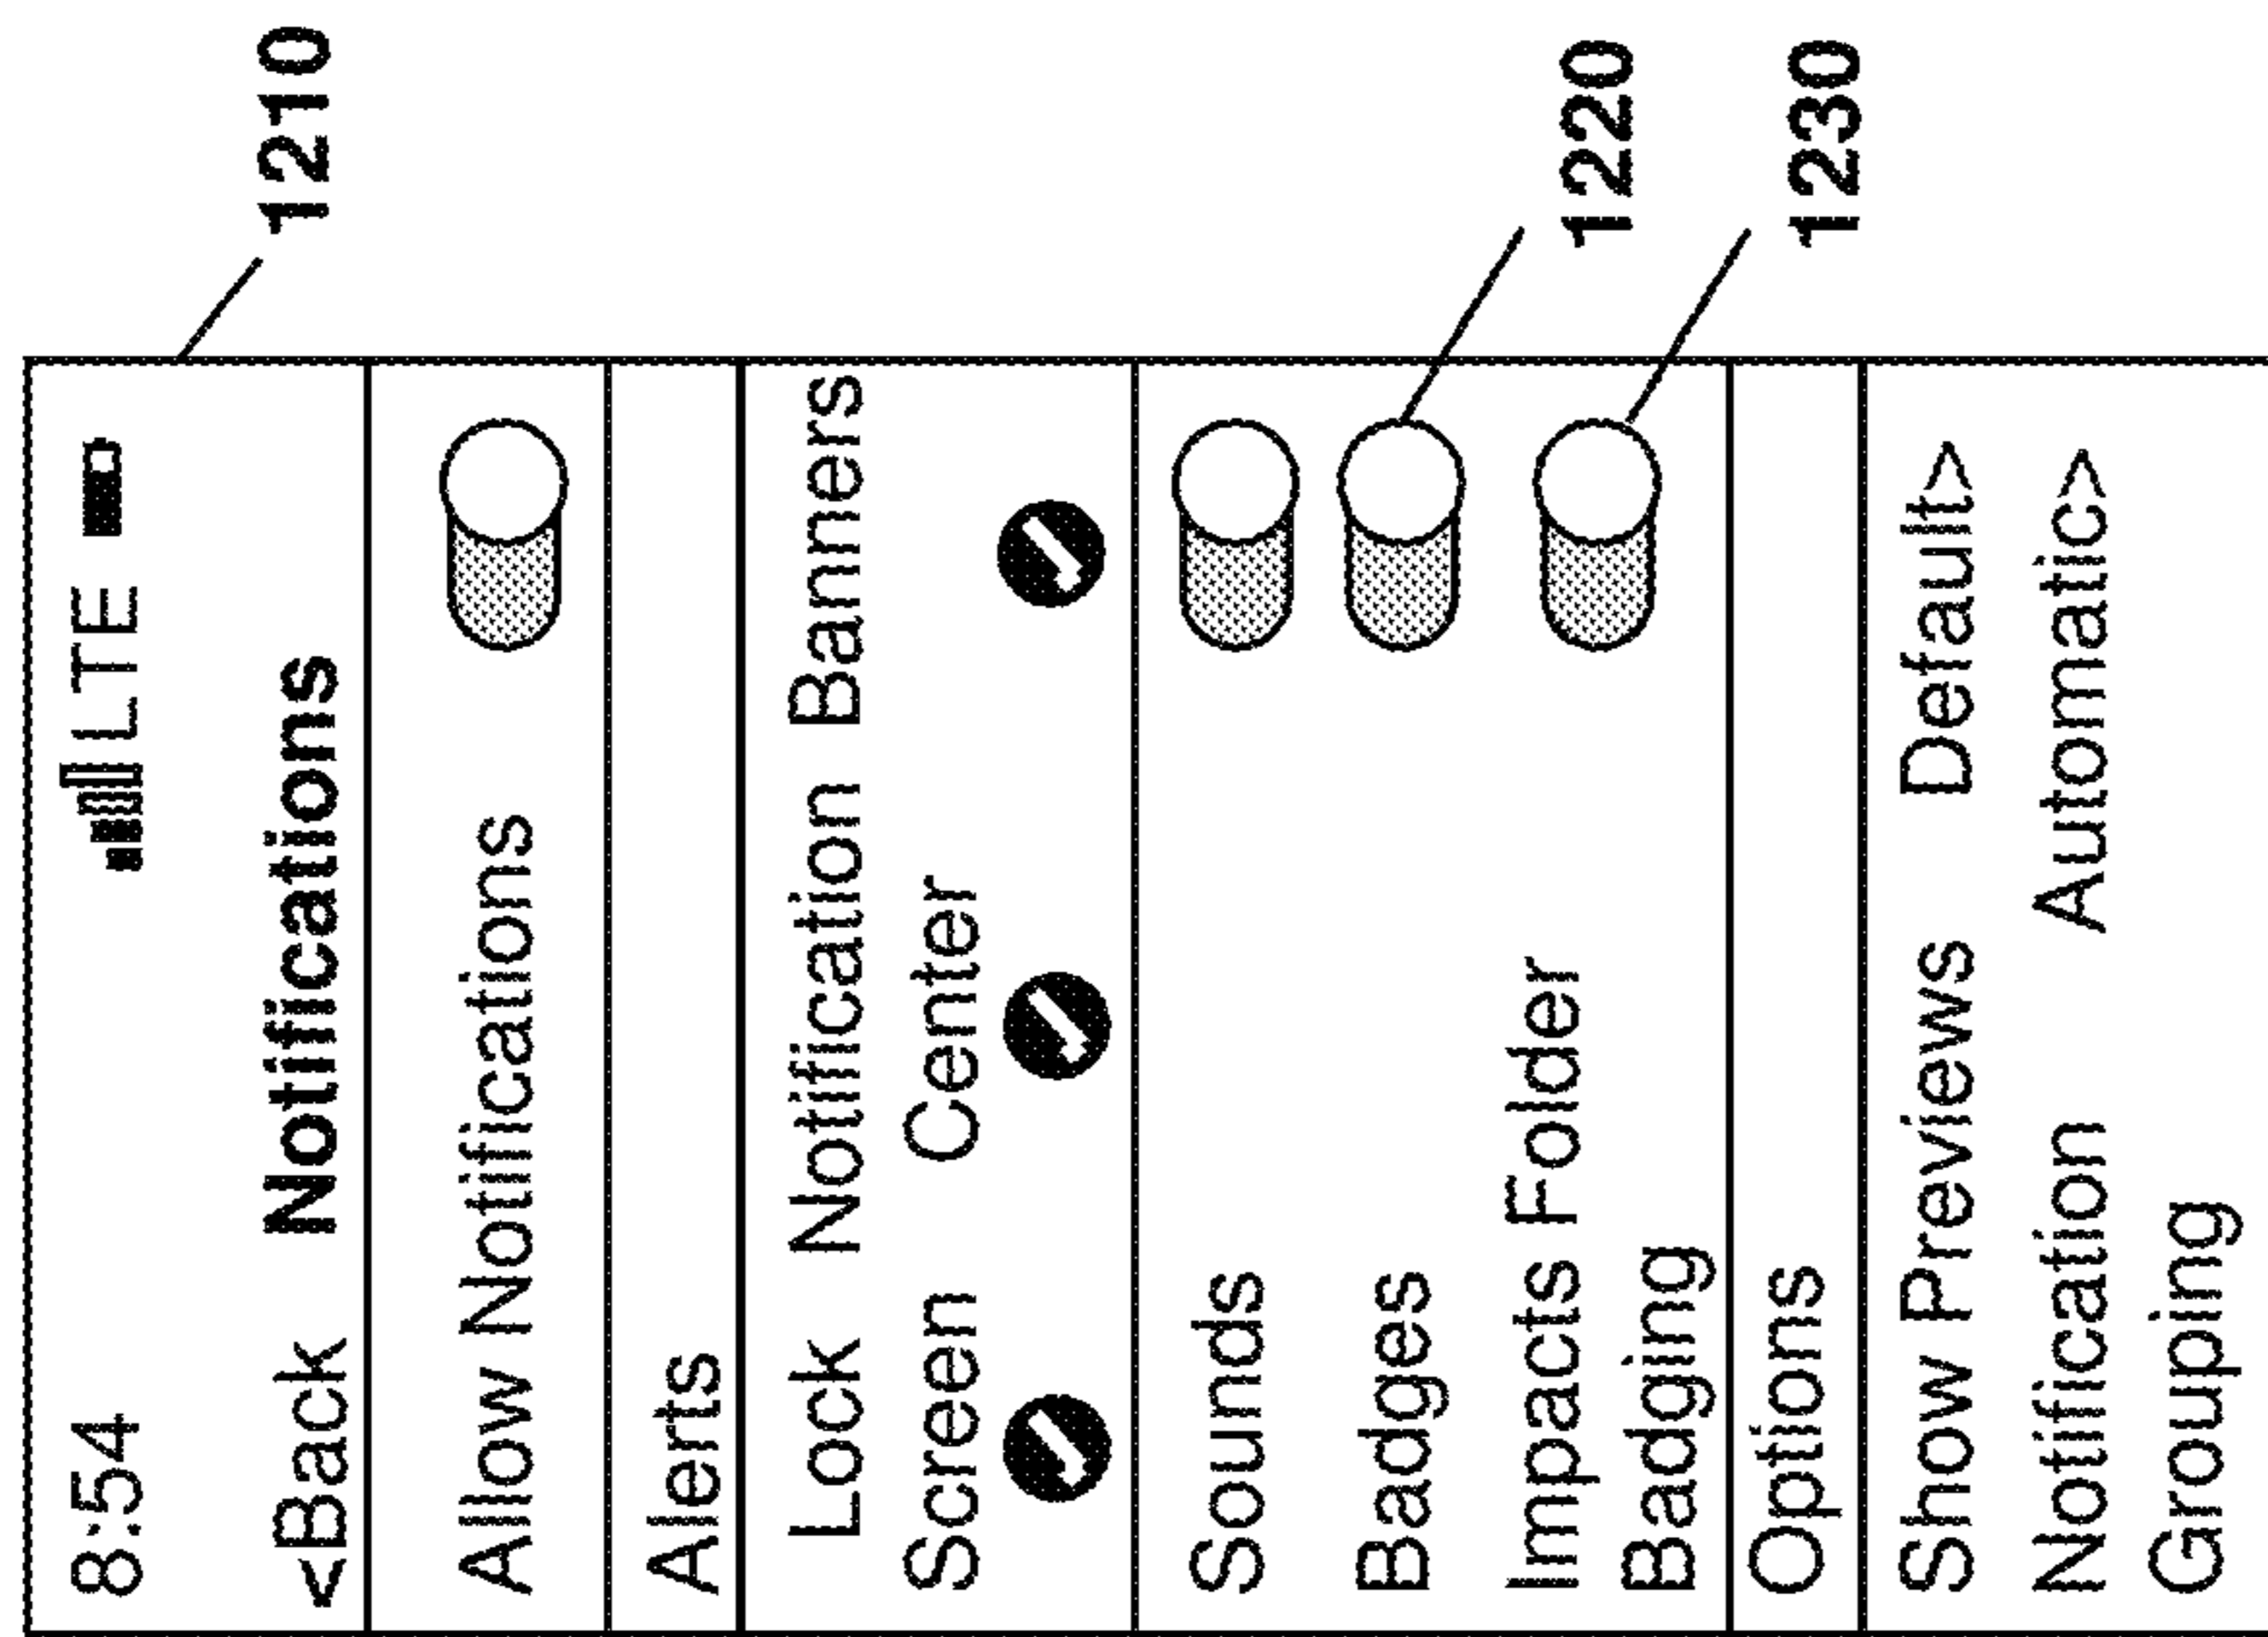 8:54 LTE
<Back Notifications
Allow Notifications
Alerts
Lock Notification Banners
Screen Center
Sounds
Badges
Impacts Folder
Badging
Options
Show Previews Default>
Notification Automatic>
Grouping
1210
1220
1230